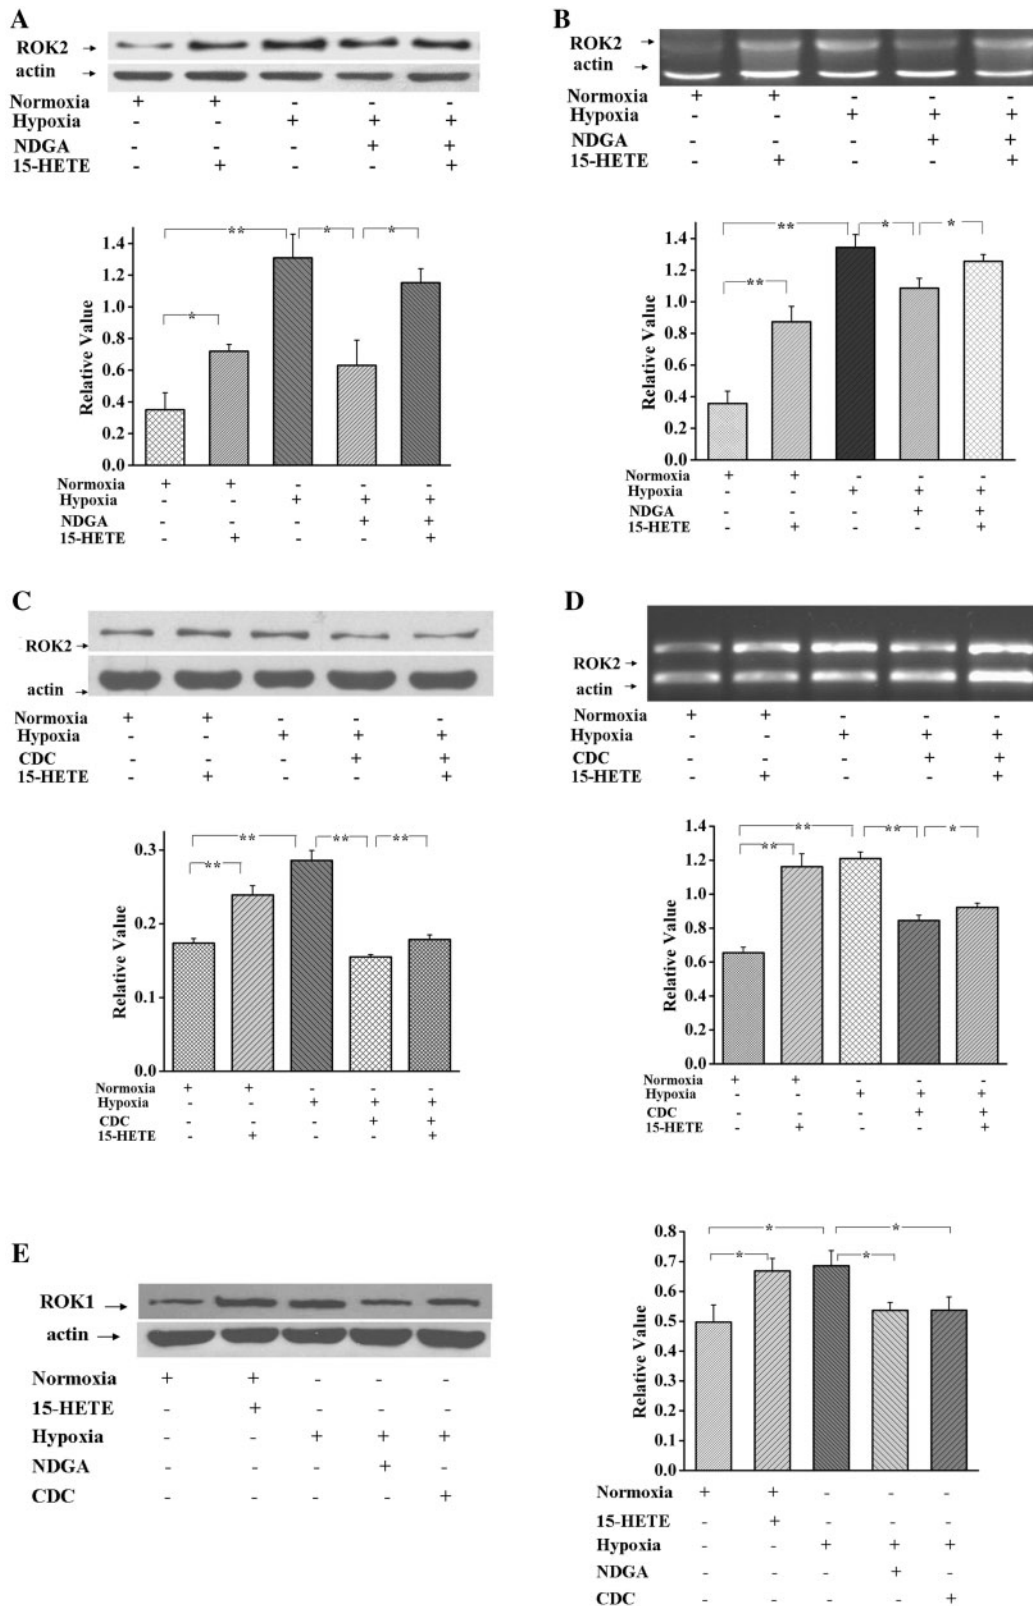 A
ROK2
actin
Normoxia + + - - -
Hypoxia - - + + +
NDGA - - - + +
15-HETE - + - - +
** * *
*
Relative Value
1.4
1.2
1.0
0.8
0.6
0.4
0.2
0.0
Normoxia + + - - -
Hypoxia - - + + +
NDGA - - - + +
15-HETE - + - - +
B
ROK2
actin
Normoxia + + - - -
Hypoxia - - + + +
NDGA - - - + +
15-HETE - + - - +
** * *
**
Relative Value
1.4
1.2
1.0
0.8
0.6
0.4
0.2
0.0
Normoxia + + - - -
Hypoxia - - + + +
NDGA - - - + +
15-HETE - + - - +
C
ROK2
actin
Normoxia + + - - -
Hypoxia - - + + +
CDC - - - + +
15-HETE - + - - +
** ** **
**
Relative Value
0.3
0.2
0.1
0.0
Normoxia + + - - -
Hypoxia - - + + +
CDC - - - + +
15-HETE - + - - +
D
ROK2
actin
Normoxia + + - - -
Hypoxia - - + + +
CDC - - - + +
15-HETE - + - - +
** ** *
**
Relative Value
1.4
1.2
1.0
0.8
0.6
0.4
0.2
0.0
Normoxia + + - - -
Hypoxia - - + + +
CDC - - - + +
15-HETE - + - - +
E
ROK1
actin
Normoxia + + - - -
15-HETE - + - - -
Hypoxia - - + + +
NDGA - - - + -
CDC - - - - +
* *
* *
Relative Value
0.8
0.7
0.6
0.5
0.4
0.3
0.2
0.1
0.0
Normoxia + + - - -
15-HETE - + - - -
Hypoxia - - + + +
NDGA - - - + -
CDC - - - - +